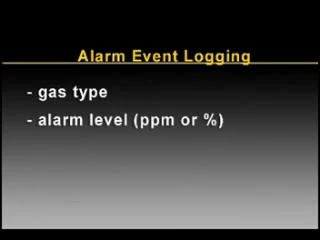 Alarm Event Logging
- gas type
- alarm level (ppm or %)